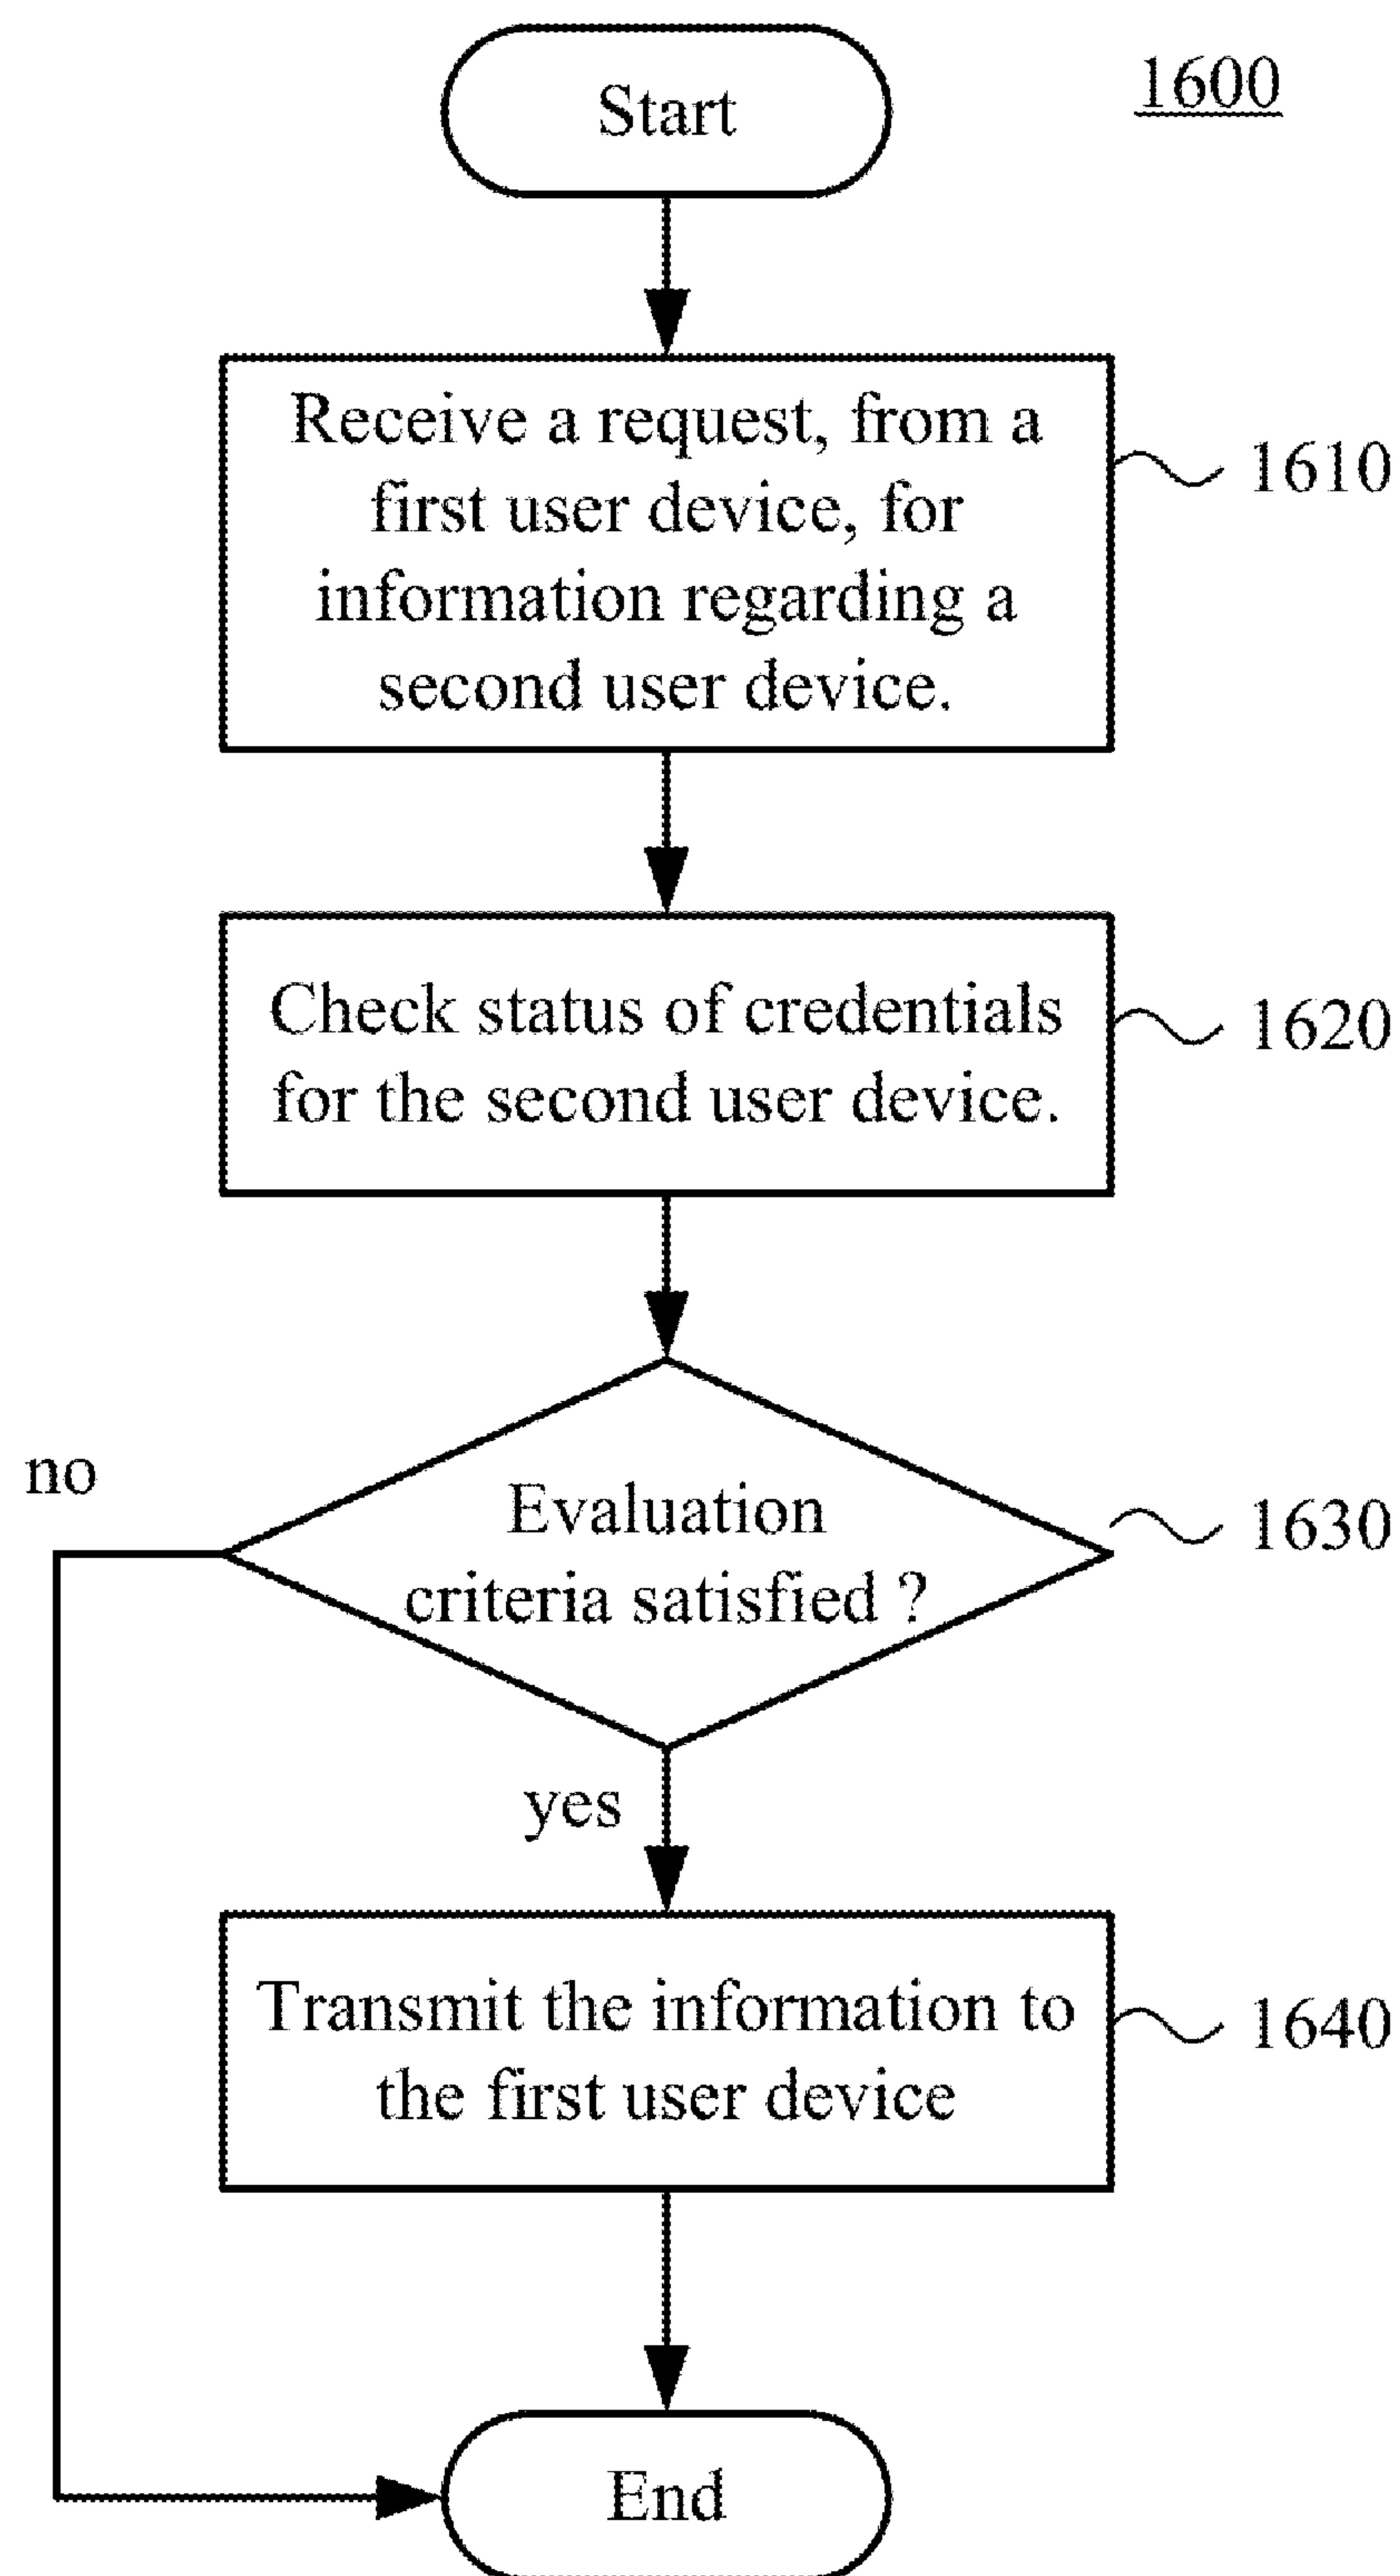 Start
1600
Receive a request, from a
first user device, for
information regarding a
second user device.
1610
Check status of credentials
for the second user device.
1620
no
Evaluation
criteria satisfied ?
1630
yes
Transmit the information to
the first user device
1640
End